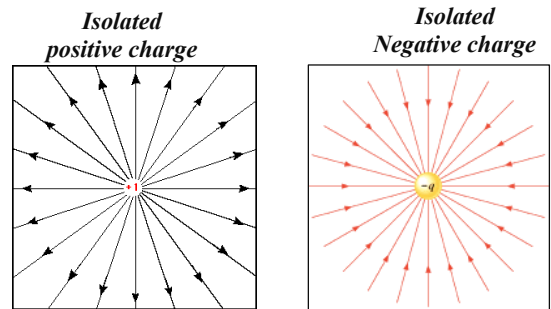 Isolated
positive charge
Isolated
Negative charge
+1
-q